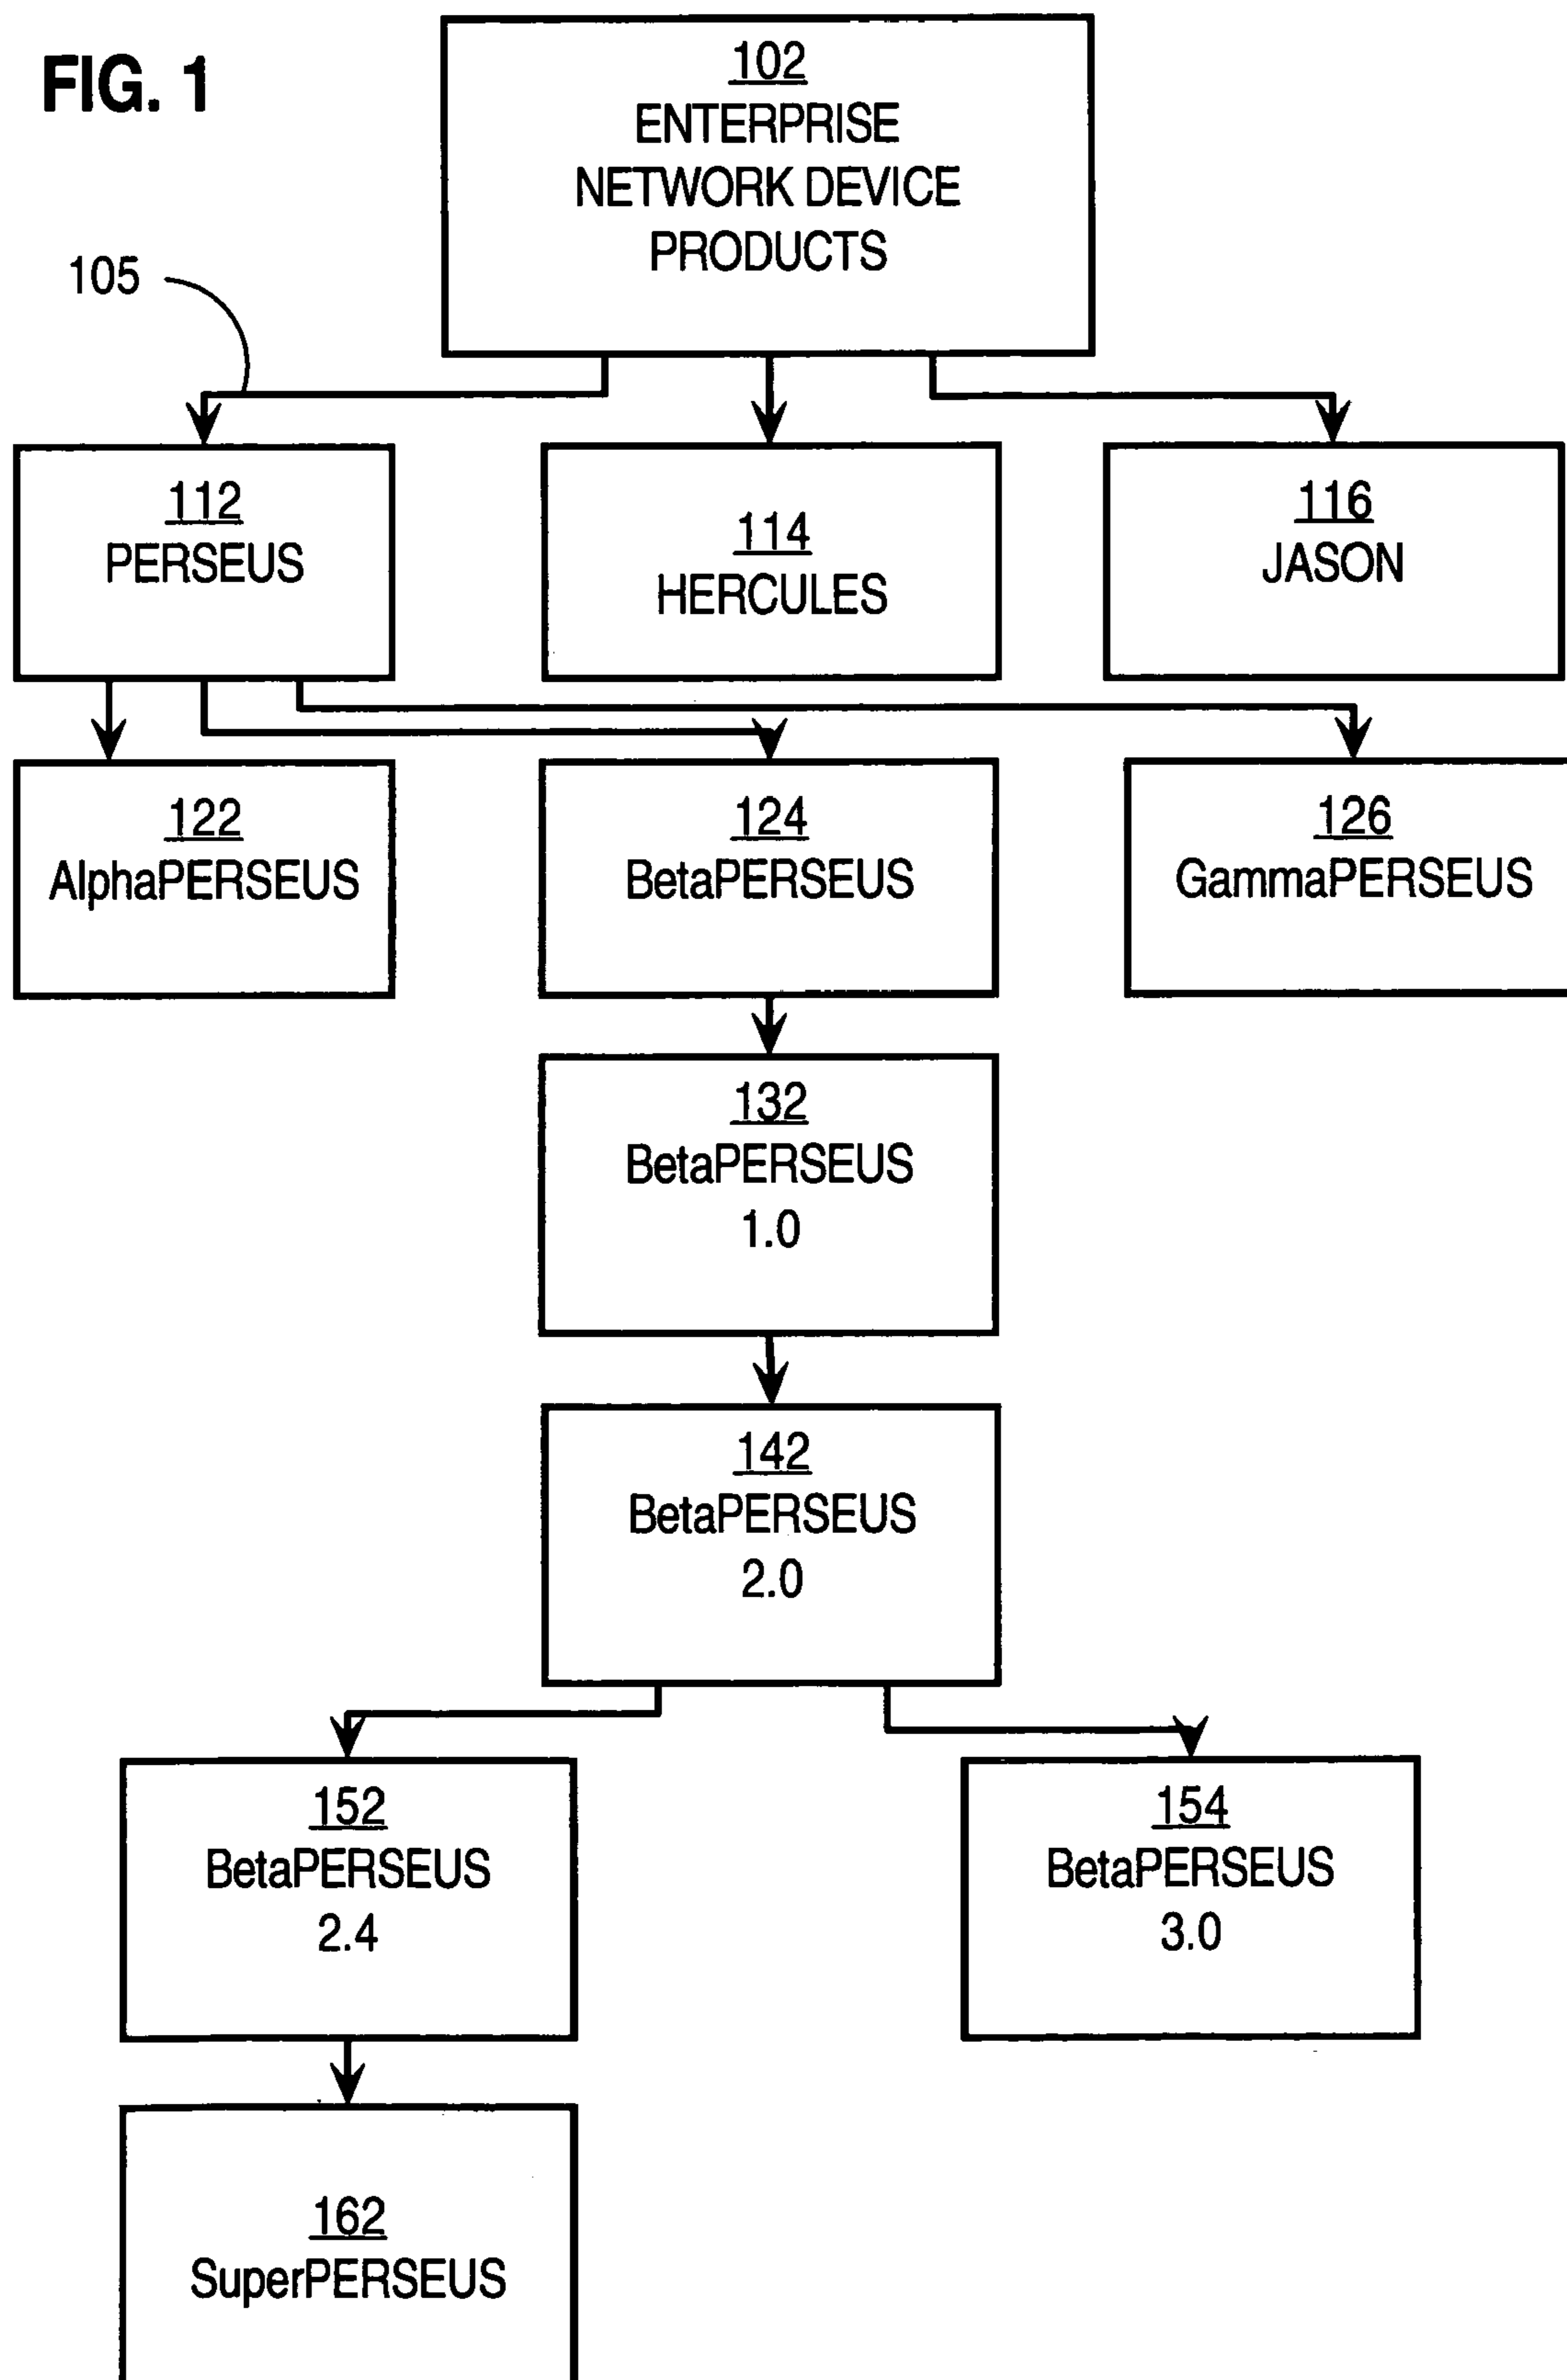 FIG. 1
102
ENTERPRISE
NETWORK DEVICE
PRODUCTS
105
112
PERSEUS
114
HERCULES
116
JASON
122
AlphaPERSEUS
124
BetaPERSEUS
126
GammaPERSEUS
132
BetaPERSEUS
1.0
142
BetaPERSEUS
2.0
152
BetaPERSEUS
2.4
154
BetaPERSEUS
3.0
162
SuperPERSEUS